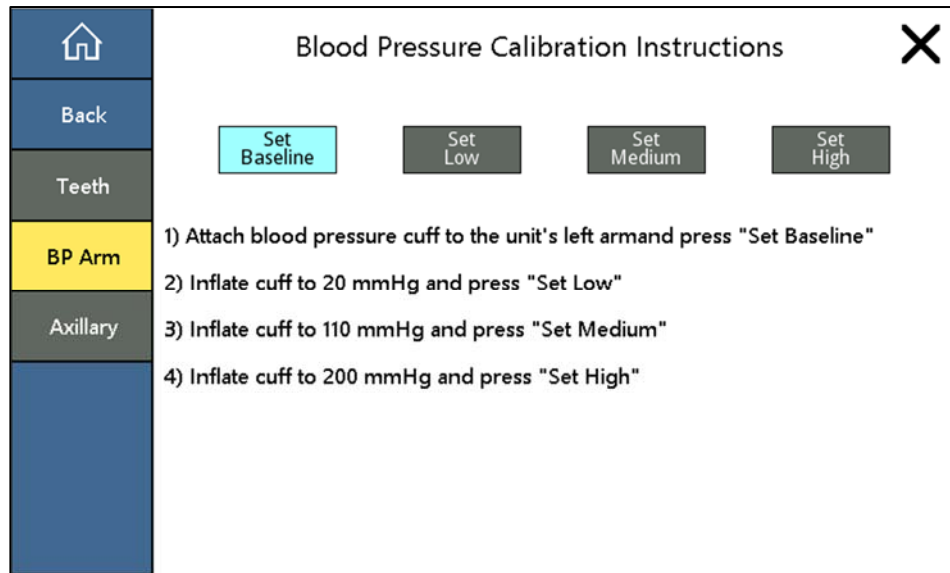 Blood Pressure Calibration Instructions
Back
Teeth
BP Arm
Axillary
Set
Baseline
Set
Low
Set
Medium
Set
High
1) Attach blood pressure cuff to the unit's left armand press "Set Baseline"
2) Inflate cuff to 20 mmHg and press "Set Low"
3) Inflate cuff to 110 mmHg and press "Set Medium"
4) Inflate cuff to 200 mmHg and press "Set High"